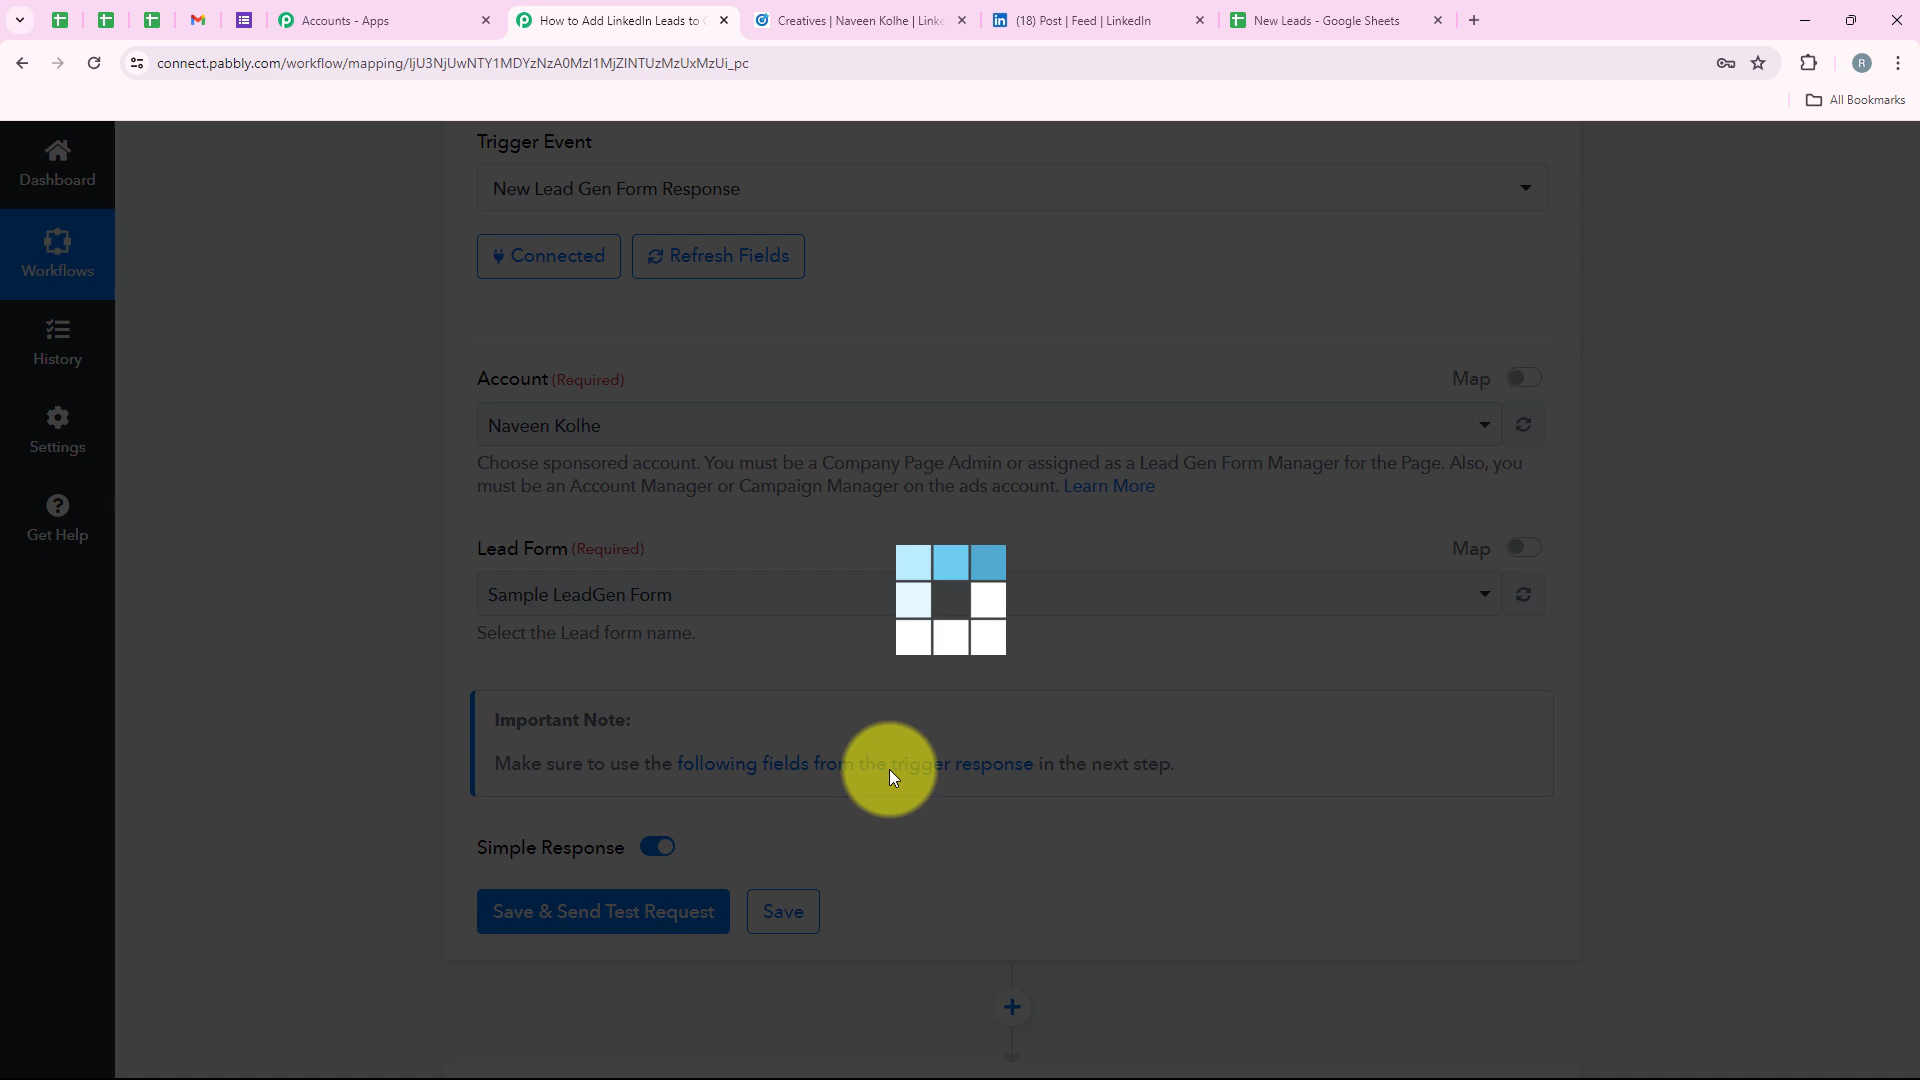 Accounts - Apps
How to Add LinkedIn Leads to
Creatives | Naveen Kolhe | Linke
(18) Post | Feed | LinkedIn
New Leads - Google Sheets
connect.pabbly.com/workflow/mapping/IjU3NjUwNTY1MDYzNzA0MzI1MjZINTUzMzUxMzUi_pc
R
All Bookmarks
Dashboard
Workflows
History
Settings
Get Help
Trigger Event
New Lead Gen Form Response
Connected
Refresh Fields
Account (Required)
Map
Naveen Kolhe
Choose sponsored account. You must be a Company Page Admin or assigned as a Lead Gen Form Manager for the Page. Also, you
must be an Account Manager or Campaign Manager on the ads account. Learn More
Lead Form (Required)
Map
Sample LeadGen Form
Select the Lead form name.
Important Note:
Make sure to use the following fields from the trigger response in the next step.
Simple Response
Save & Send Test Request
Save